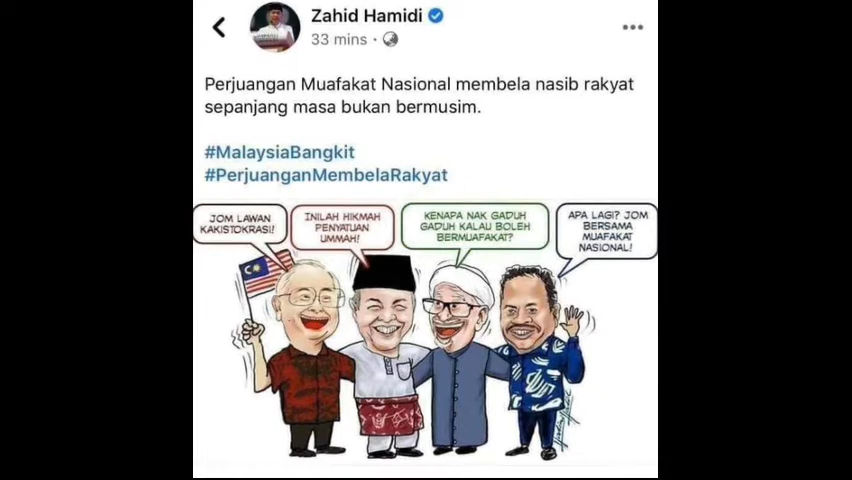 Zahid Hamidi
33 mins ·
Perjuangan Muafakat Nasional membela nasib rakyat
sepanjang masa bukan bermusim.
#MalaysiaBangkit
#PerjuanganMembelaRakyat
JOM LAWAN
KAKISTOKRASI!
INILAH HIKMAH
PENYATUAN
UMMAH!
KENAPA NAK GADUH
GADUH KALAU BOLEH
BERMUAFAKAT?
APA LAGI? JOM
BERSAMA
MUAFAKAT
NASIONAL!